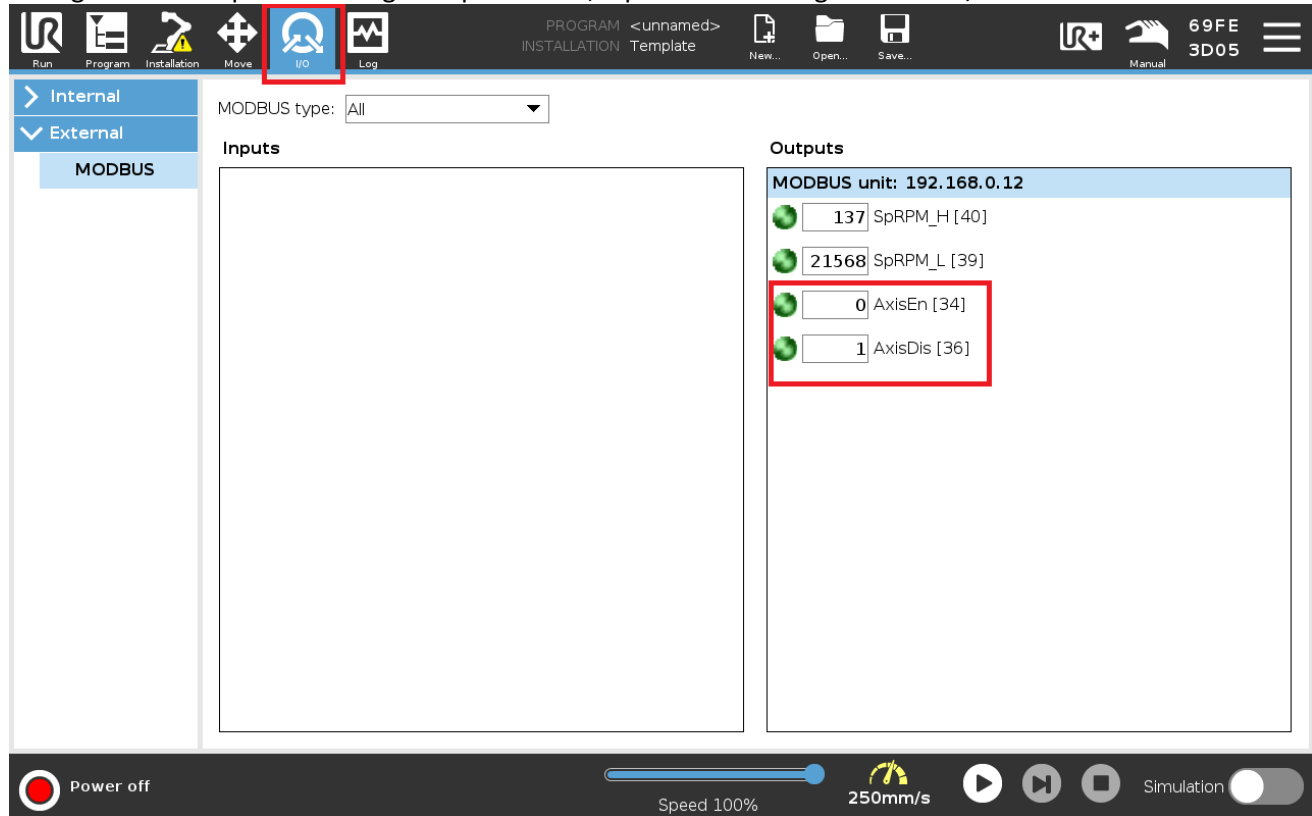 PROGRAM <unnamed>
INSTALLATION Template
UR
Run
Program
Installation
Move
I/O
Log
New...
Open...
Save...
UR+
Manual
69FE
3D05
Internal
External
MODBUS
MODBUS type: All
Inputs
Outputs
MODBUS unit: 192.168.0.12
137 SpRPM_H [40]
21568 SpRPM_L [39]
0 AxisEn [34]
1 AxisDis [36]
Power off
Speed 100%
250mm/s
Simulation